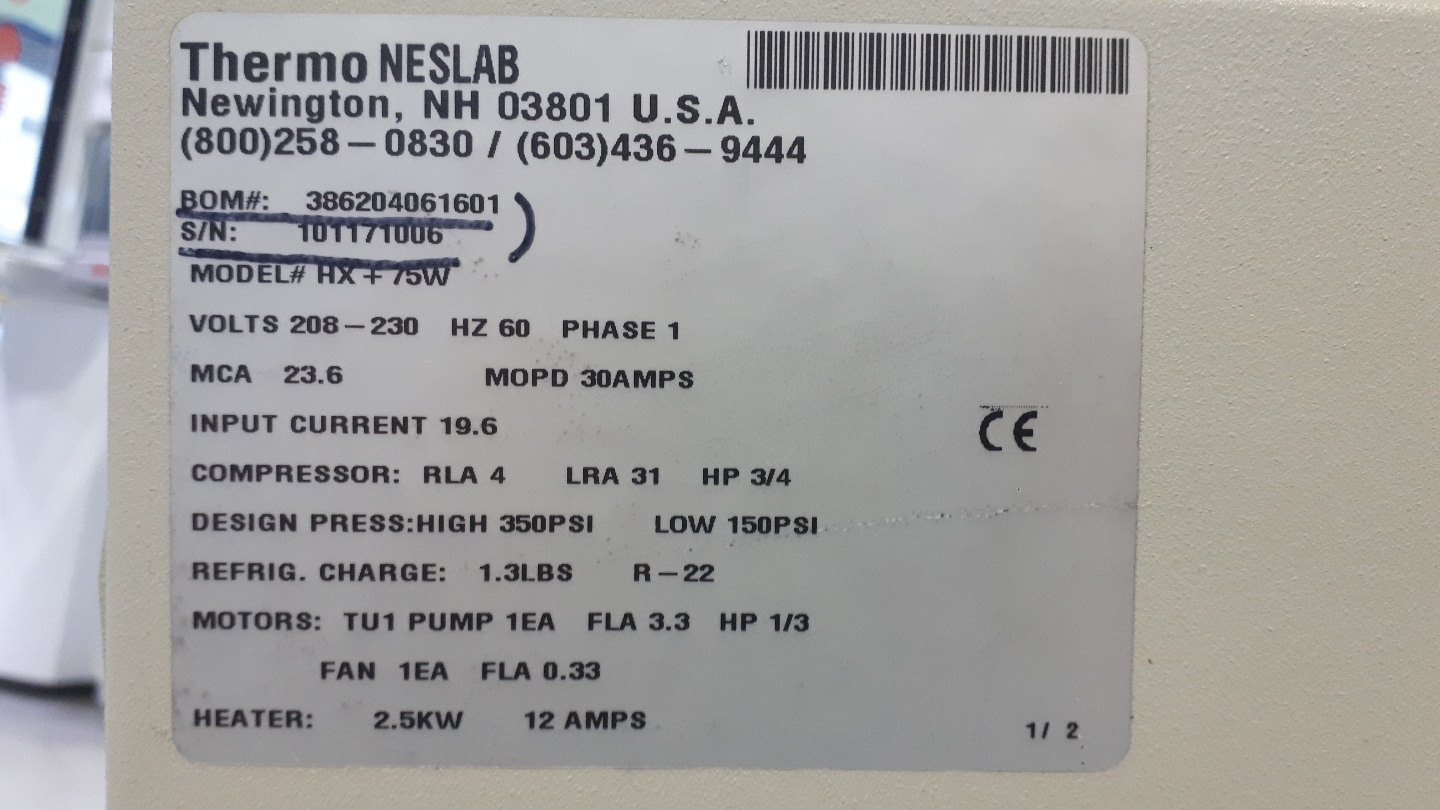 Thermo NESLAB
Newington, NH 03801 U.S.A.
(800)258-0830 / (603)436-9444
BOM#: 386204061601
S/N: 101171006
MODEL# HX+75W
VOLTS 208-230 HZ 60 PHASE 1
MCA 23.6 MOPD 30AMPS
INPUT CURRENT 19.6
CE
COMPRESSOR: RLA 4 LRA 31 HP 3/4
DESIGN PRESS:HIGH 350PSI LOW 150PSI
REFRIG. CHARGE: 1.3LBS R-22
MOTORS: TU1 PUMP 1EA FLA 3.3 HP 1/3
FAN 1EA FLA 0.33
HEATER: 2.5KW 12 AMPS
1/ 2